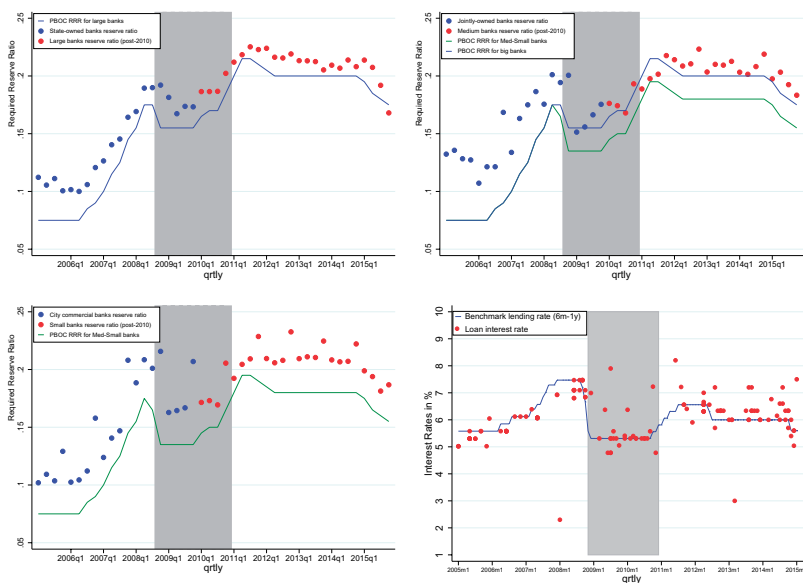 PBOC RRR for large banks
State-owned banks reserve ratio
Large banks reserve ratio (post-2010)
Required Reserve Ratio
.05 .1 .15 .2 .25
2006q1 2007q1 2008q1 2009q1 2010q1 2011q1 2012q1 2013q1 2014q1 2015q1
qrtly
Jointly-owned banks reserve ratio
Medium banks reserve ratio (post-2010)
PBOC RRR for Med-Small banks
PBOC RRR for big banks
Required Reserve Ratio
.05 .1 .15 .2 .25
2006q1 2007q1 2008q1 2009q1 2010q1 2011q1 2012q1 2013q1 2014q1 2015q1
qrtly
City commercial banks reserve ratio
Small banks reserve ratio (post-2010)
PBOC RRR for Med-Small banks
Required Reserve Ratio
.05 .1 .15 .2 .25
2006q1 2007q1 2008q1 2009q1 2010q1 2011q1 2012q1 2013q1 2014q1 2015q1
qrtly
Benchmark lending rate (6m-1y)
Loan interest rate
Interest Rates in %
1 2 3 4 5 6 7 8 9 10
2005m1 2006m1 2007m1 2008m1 2009m1 2010m1 2011m1 2012m1 2013m1 2014m1 2015m1
qrtly